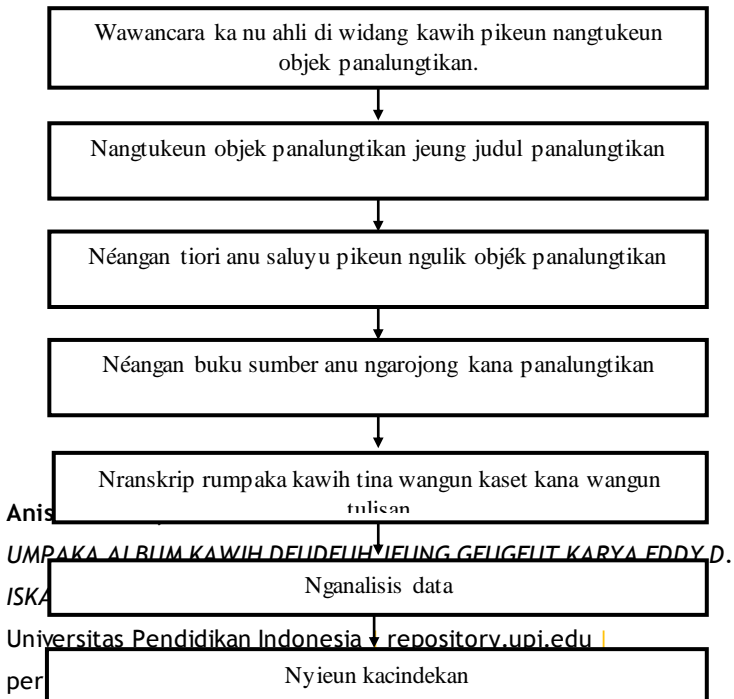 Wawancara ka nu ahli di widang kawih pikeun nangtukeun
objek panalungtikan.
Nangtukeun objek panalungtikan jeung judul panalungtikan
Néangan tiori anu saluyu pikeun ngulik objék panalungtikan
Néangan buku sumber anu ngarojong kana panalungtikan
Nranskrip rumpaka kawih tina wangun kaset kana wangun
tulisan
Anis
UMPAKA ALBUM KAWIH DEUDEUH JEUNG GEUGEUT KARYA EDDY D.
ISKA
Nganalisis data
Universitas Pendidikan Indonesia repository.upi.edu |
per
Nyieun kacindekan